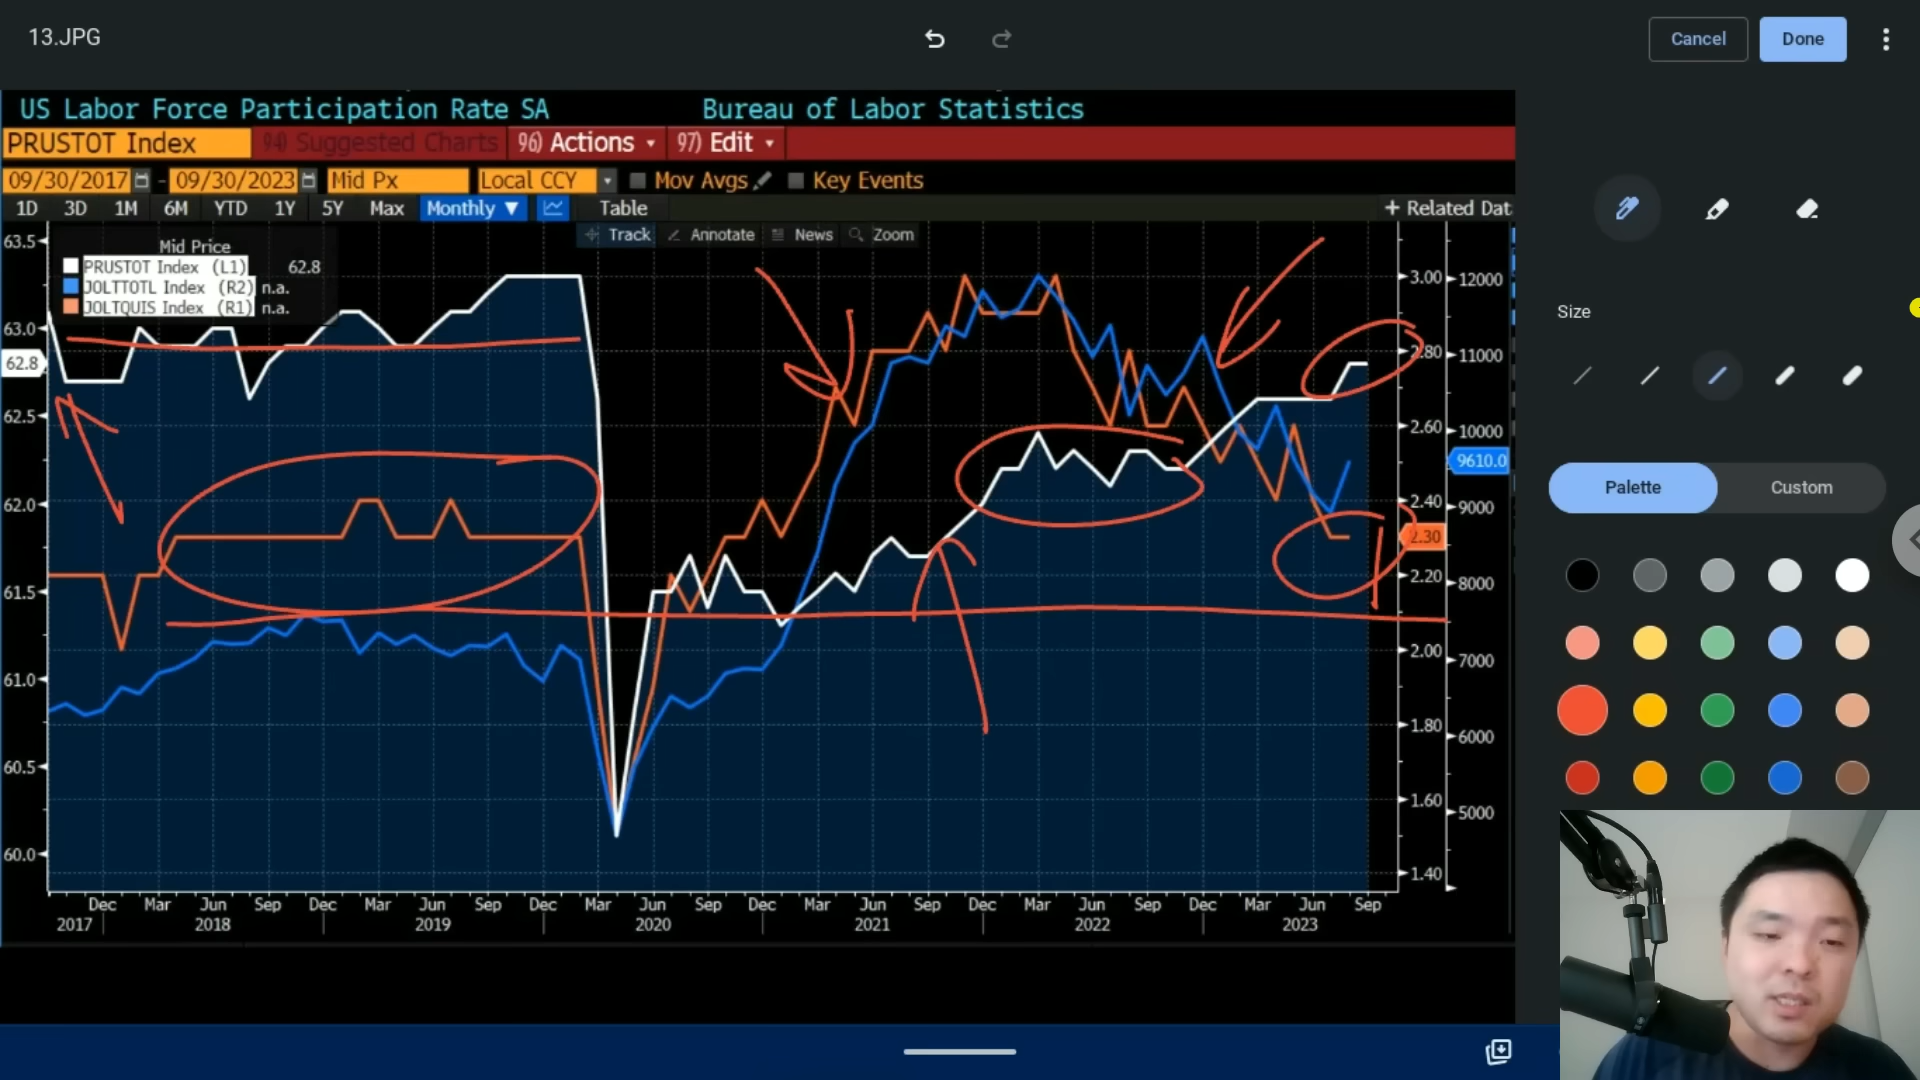 13.JPG
Cancel
Done
US Labor Force Participation Rate SA
Bureau of Labor Statistics
PRUSTOT Index
94) Suggested Charts
96) Actions
97) Edit
09/30/2017 - 09/30/2023
Mid Px
Local CCY
Mov Avgs
Key Events
1D 3D 1M 6M YTD 1Y 5Y Max Monthly ▼
Table
+ Related Dat
Track
Annotate
News
Zoom
Mid Price
PRUSTOT Index (L1) 62.8
JOLTTOTL Index (R2) n.a.
JOLTQUIS Index (R1) n.a.
63.5
63.0
62.8
62.5
62.0
61.5
61.0
60.5
60.0
3.00
2.80
2.60
2.40
2.30
2.20
2.00
1.80
1.60
1.40
12000
11000
10000
9610.0
9000
8000
7000
6000
5000
Dec Mar Jun Sep Dec Mar Jun Sep Dec Mar Jun Sep Dec Mar Jun Sep Dec Mar Jun Sep Dec Mar Jun Sep
2017 2018 2019 2020 2021 2022 2023
Size
Palette
Custom